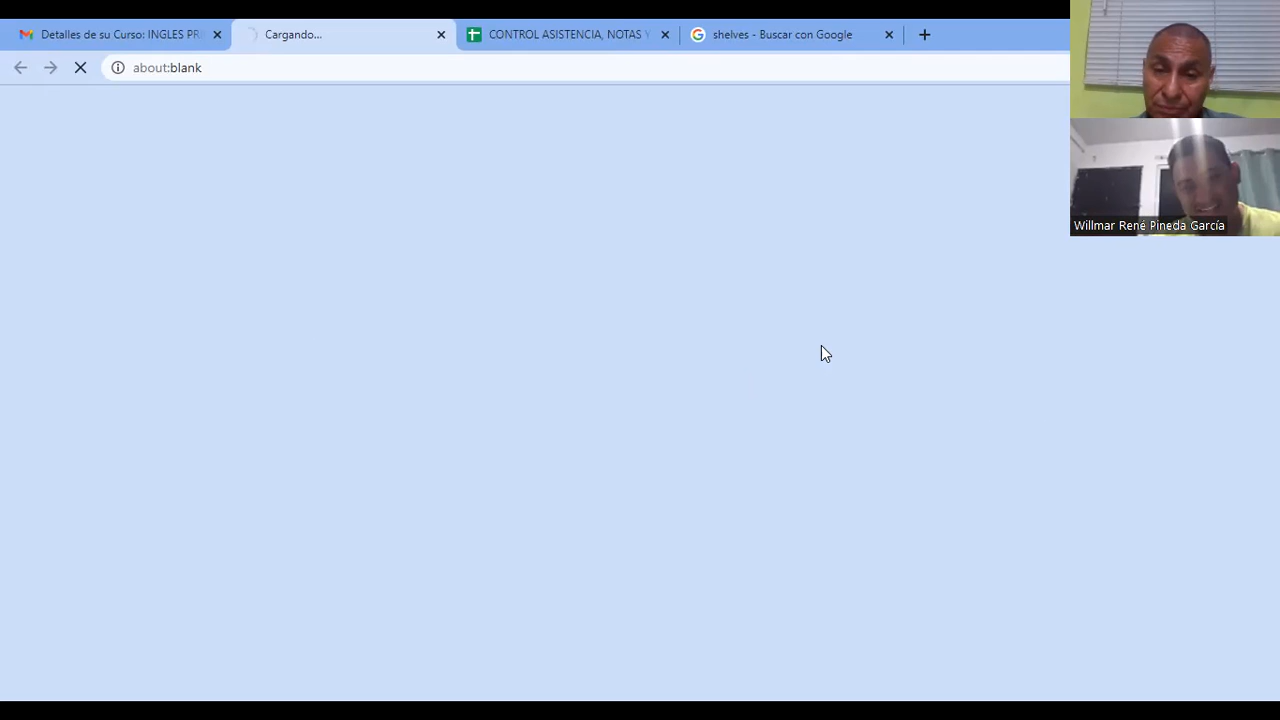 Detalles de su Curso: INGLES PRI
Cargando...
CONTROL ASISTENCIA, NOTAS Y
shelves - Buscar con Google
about:blank
Willmar René Pineda García